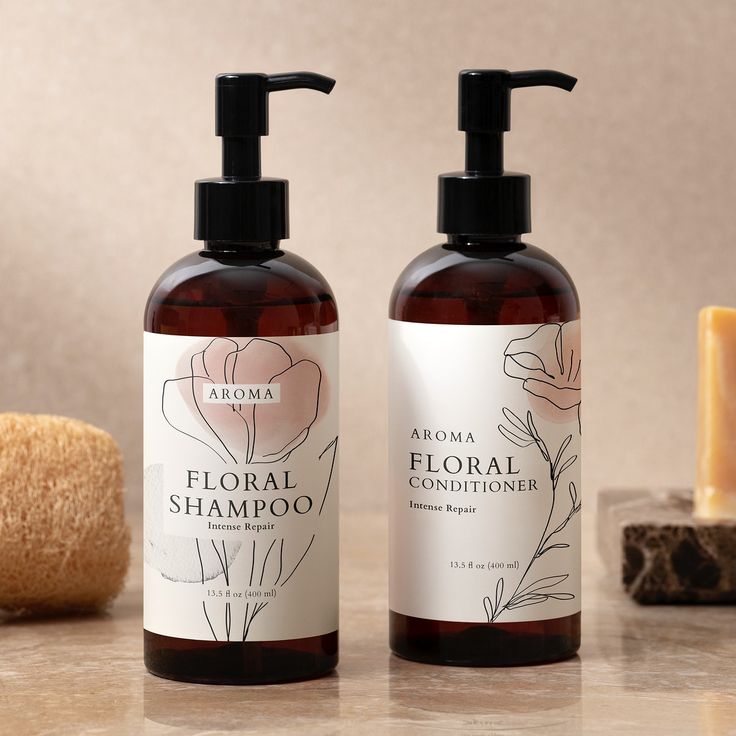 AROMA
FLORAL
SHAMPOO
Intense Repair
13.5 fl oz (400 ml)
AROMA
FLORAL
CONDITIONER
Intense Repair
13.5 fl oz (400 ml)